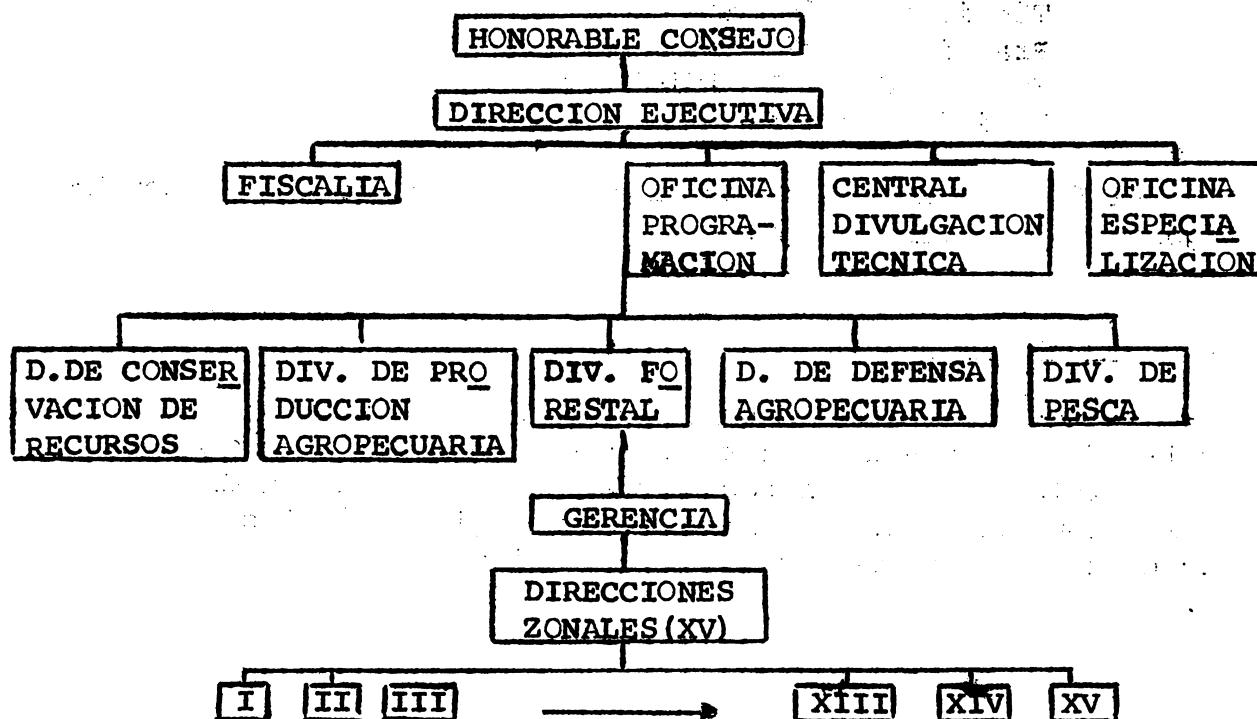 HONORABLE CONSEJO
DIRECCION EJECUTIVA
FISCALIA
OFICINA
PROGRA-
MACION
CENTRAL
DIVULGACION
TECNICA
OFICINA
ESPECIA
LIZACION
D.DE CONSER
VACION DE
RECURSOS
DIV. DE PRO
DUCCION
AGROPECUARIA
DIV. FO
RESTAL
D. DE DEFENSA
AGROPECUARIA
DIV. DE
PESCA
GERENCIA
DIRECCIONES
ZONALES(XV)
I II III XIII XIV XV